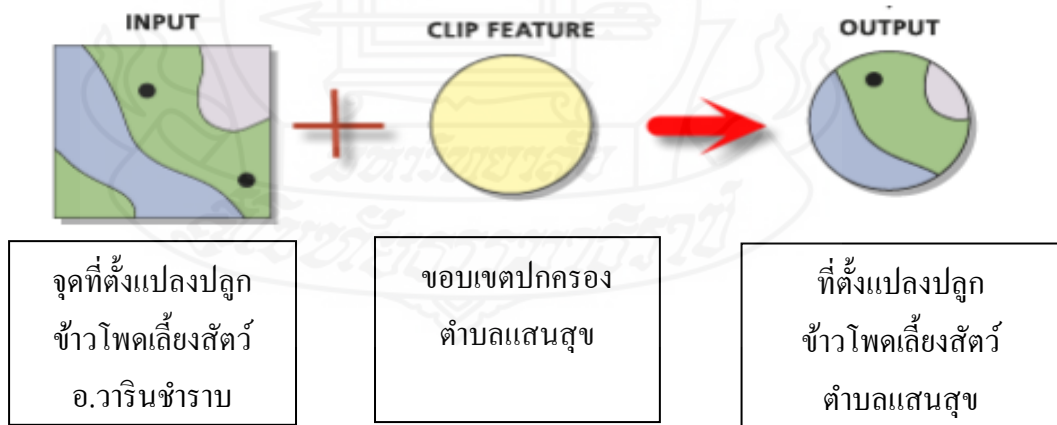 INPUT
CLIP FEATURE
OUTPUT
จุดที่ตั้งแปลงปลูก
ข้าวโพดเลี้ยงสัตว์
อ.วารินชำราบ
ขอบเขตปกครอง
ตำบลแสนสุข
ที่ตั้งแปลงปลูก
ข้าวโพดเลี้ยงสัตว์
ตำบลแสนสุข